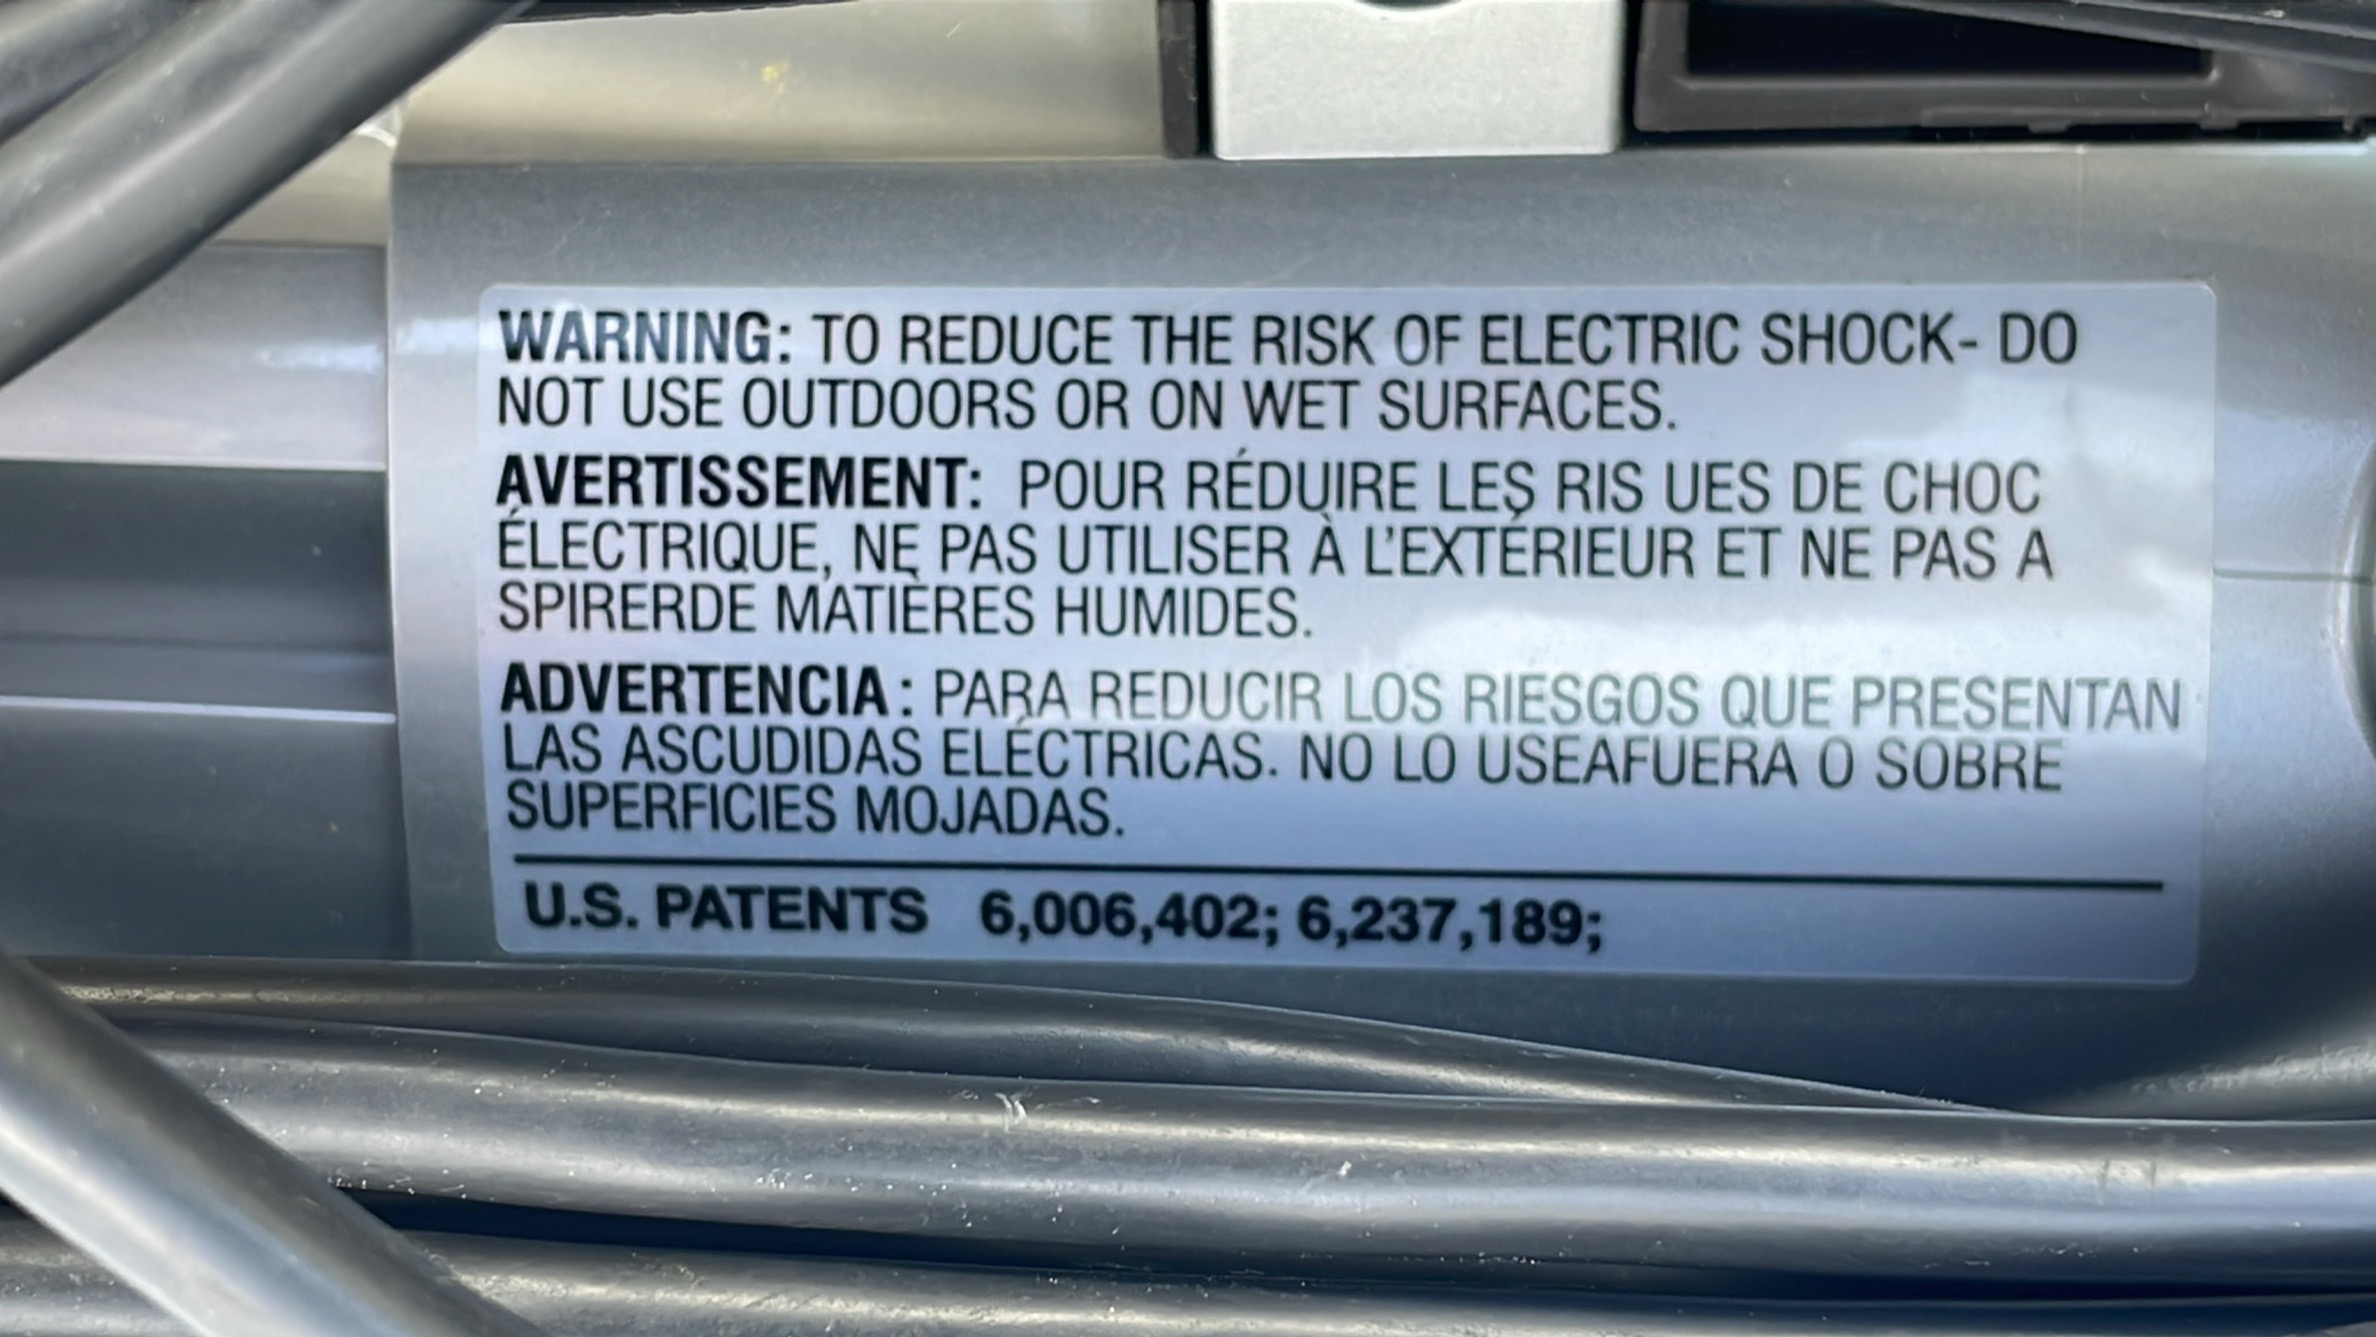 WARNING: TO REDUCE THE RISK OF ELECTRIC SHOCK- DO
NOT USE OUTDOORS OR ON WET SURFACES.
AVERTISSEMENT: POUR RÉDUIRE LES RIS UES DE CHOC
ÉLECTRIQUE, NE PAS UTILISER À L'EXTÉRIEUR ET NE PAS A
SPIRERDE MATIÈRES HUMIDES.
ADVERTENCIA: PARA REDUCIR LOS RIESGOS QUE PRESENTAN
LAS ASCUDIDAS ELÉCTRICAS. NO LO USEAFUERA O SOBRE
SUPERFICIES MOJADAS.
U.S. PATENTS 6,006,402; 6,237,189;